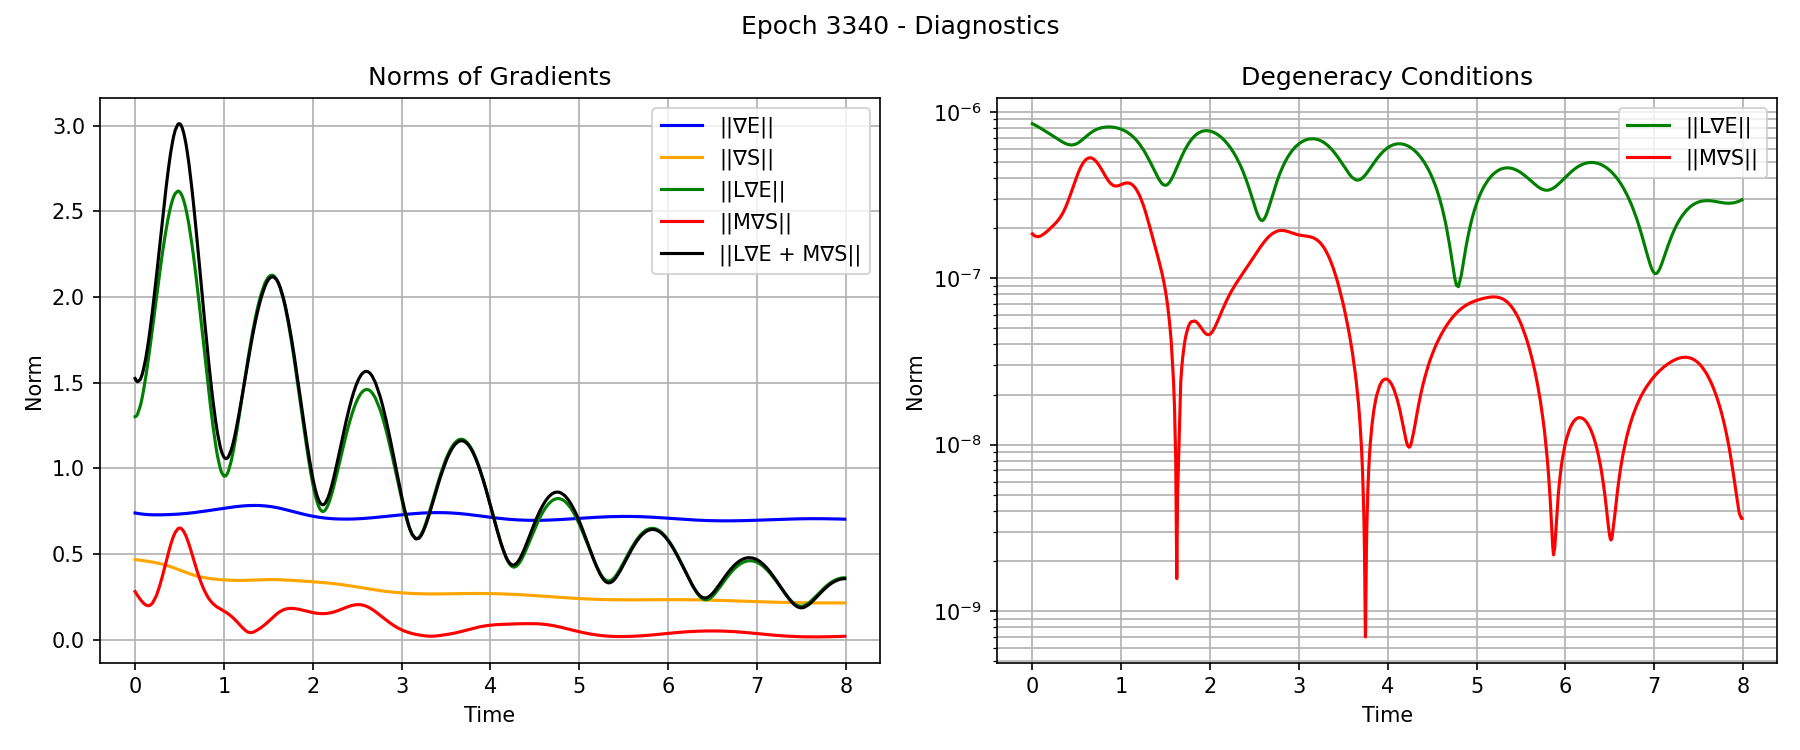 Epoch 3340 - Diagnostics
Norms of Gradients
3.0
2.5
2.0
1.5
1.0
0.5
0.0
Norm
0 1 2 3 4 5 6 7 8
Time
||∇E||
||∇S||
||L∇E||
||M∇S||
||L∇E + M∇S||
Degeneracy Conditions
10⁻⁶
10⁻⁷
10⁻⁸
10⁻⁹
Norm
0 1 2 3 4 5 6 7 8
Time
||L∇E||
||M∇S||